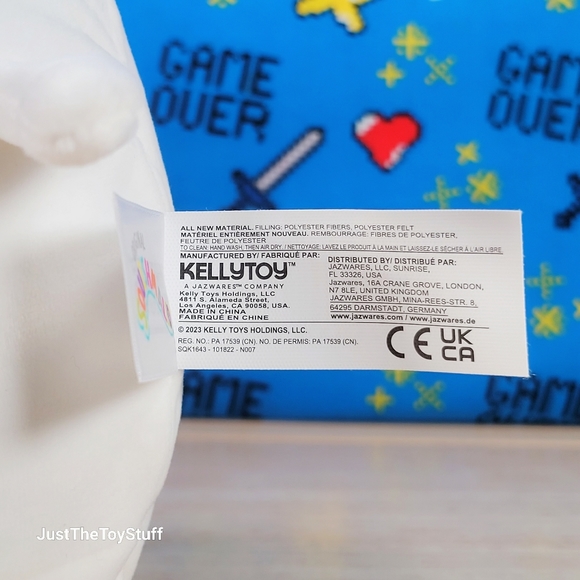 GAME
OVER
GAM
OVE
ALL NEW MATERIAL, FILLING: POLYESTER FIBERS, POLYESTER FELT
MATÉRIEL ENTIÈREMENT NOUVEAU. REMBOURRAGE: FIBRES DE POLYESTER,
FEUTRE DE POLYESTER
TO CLEAN: HAND WASH, THEN AIR DRY. / NETTOYAGE: LAVEZ LE PRODUIT À LA MAIN ET LAISSEZ-LE SÉCHER À L'AIR LIBRE
MANUFACTURED BY/ FABRIQUÉ PAR:
KELLYTOY™
A JAZWARES™ COMPANY
Kelly Toys Holdings, LLC
4811 S. Alameda Street,
Los Angeles, CA 90058, USA.
MADE IN CHINA
FABRIQUÉ EN CHINE
DISTRIBUTED BY/ DISTRIBUÉ PAR:
JAZWARES, LLC, SUNRISE,
FL 33326, USA
Jazwares, 16A CRANE GROVE, LONDON,
N7 8LE, UNITED KINGDOM
JAZWARES GMBH, MINA-REES-STR. 8,
64295 DARMSTADT, GERMANY
www.jazwares.com / www.jazwares.de
© 2023 KELLY TOYS HOLDINGS, LLC.
REG. NO.: PA 17539 (CN). NO. DE PERMIS: PA 17539 (CN).
SQK1643 - 101822 - N007
CE UK
CA
GAME
GAME
JustTheToyStuff